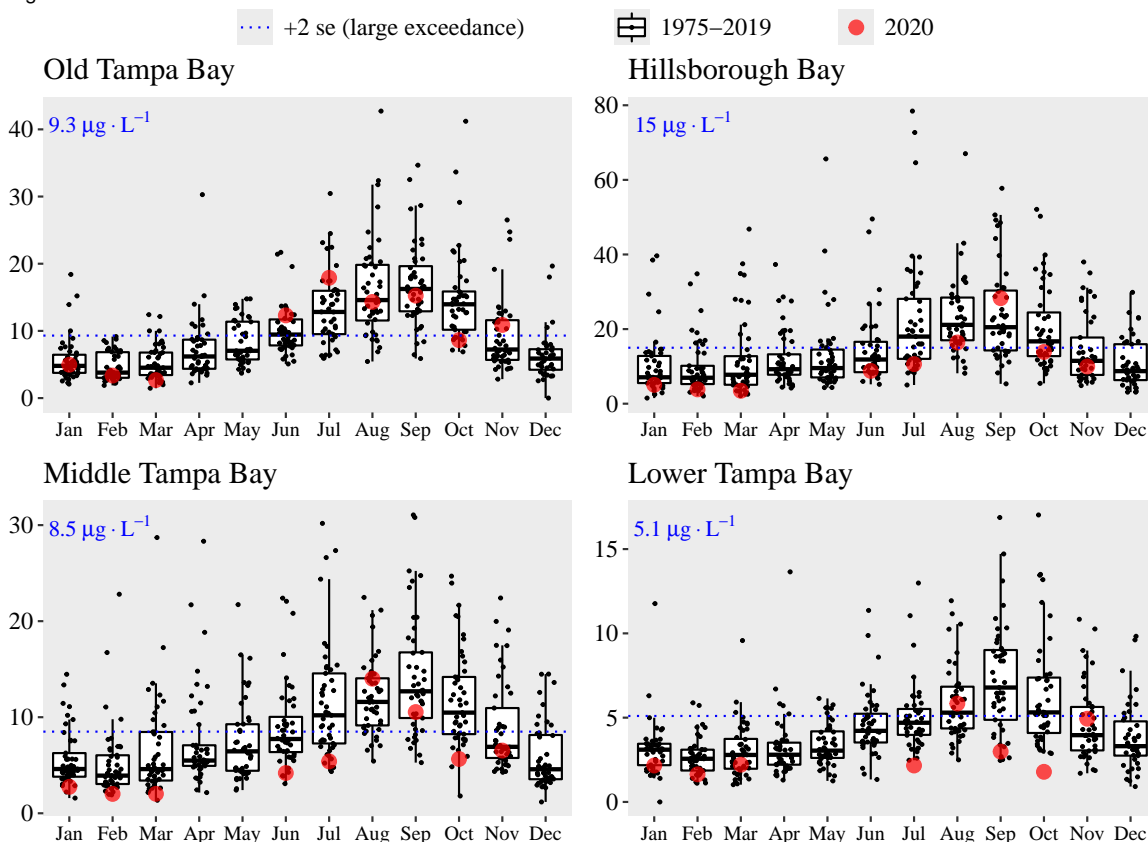 +2 se (large exceedance) 1975–2019 2020
Old Tampa Bay
9.3 µg · L⁻¹
40
30
20
10
0
Jan Feb Mar Apr May Jun Jul Aug Sep Oct Nov Dec
Hillsborough Bay
15 µg · L⁻¹
80
60
40
20
0
Jan Feb Mar Apr May Jun Jul Aug Sep Oct Nov Dec
Middle Tampa Bay
8.5 µg · L⁻¹
30
20
10
0
Jan Feb Mar Apr May Jun Jul Aug Sep Oct Nov Dec
Lower Tampa Bay
5.1 µg · L⁻¹
15
10
5
0
Jan Feb Mar Apr May Jun Jul Aug Sep Oct Nov Dec